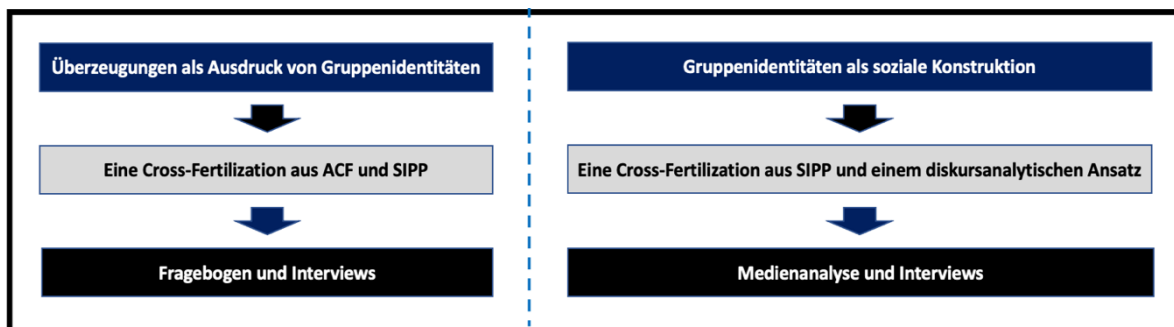 Überzeugungen als Ausdruck von Gruppenidentitäten
Eine Cross-Fertilization aus ACF und SIPP
Fragebogen und Interviews
Gruppenidentitäten als soziale Konstruktion
Eine Cross-Fertilization aus SIPP und einem diskursanalytischen Ansatz
Medienanalyse und Interviews